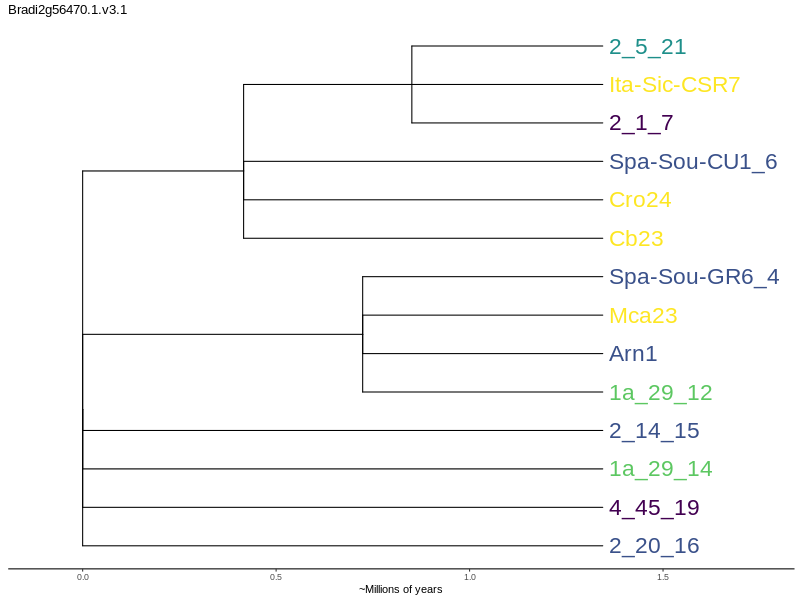 Bradi2g56470.1.v3.1
2_5_21
Ita-Sic-CSR7
2_1_7
Spa-Sou-CU1_6
Cro24
Cb23
Spa-Sou-GR6_4
Mca23
Arn1
1a_29_12
2_14_15
1a_29_14
4_45_19
2_20_16
0.0 0.5 1.0 1.5
~Millions of years